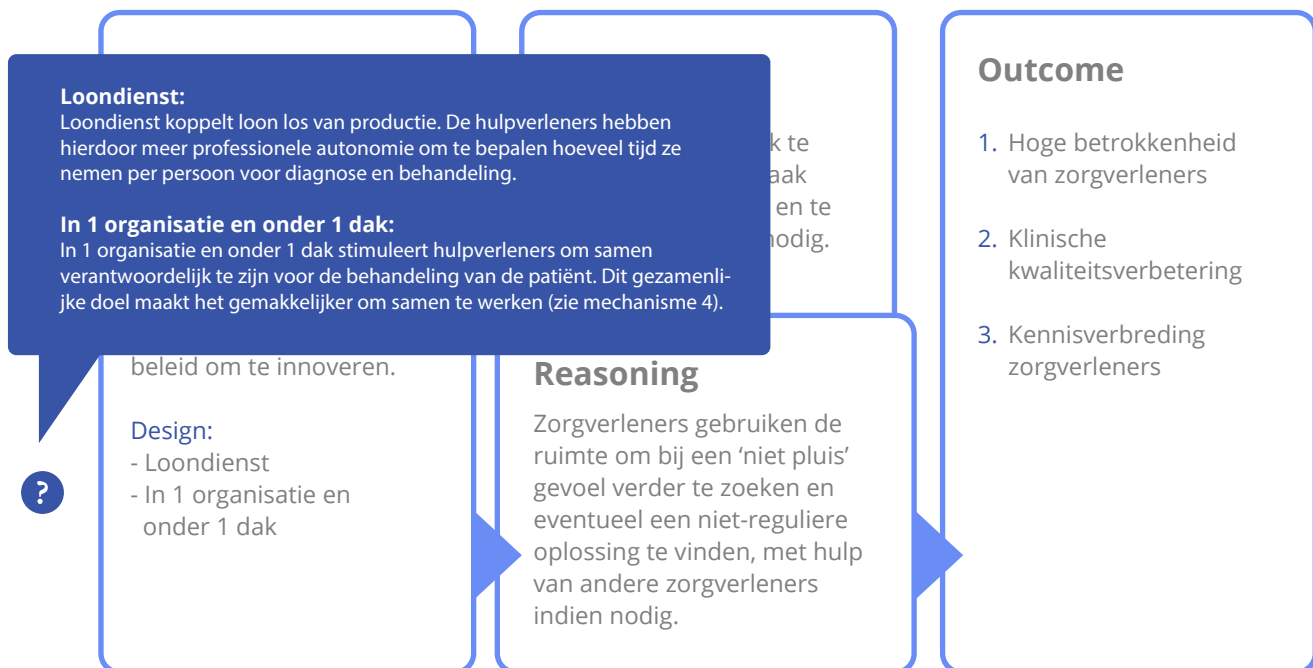 Loondienst:
Loondienst koppelt loon los van productie. De hulpverleners hebben
hierdoor meer professionele autonomie om te bepalen hoeveel tijd ze
nemen per persoon voor diagnose en behandeling.
In 1 organisatie en onder 1 dak:
In 1 organisatie en onder 1 dak stimuleert hulpverleners om samen
verantwoordelijk te zijn voor de behandeling van de patiënt. Dit gezamenli-
jke doel maakt het gemakkelijker om samen te werken (zie mechanisme 4).
beleid om te innoveren.
Design:
- Loondienst
- In 1 organisatie en
onder 1 dak
?
te
en te
Reasoning
Zorgverleners gebruiken de
ruimte om bij een ‘niet pluis’
gevoel verder te zoeken en
eventueel een niet-reguliere
oplossing te vinden, met hulp
van andere zorgverleners
indien nodig.
Outcome
1. Hoge betrokkenheid
van zorgverleners
2. Klinische
kwaliteitsverbetering
3. Kennisverbreding
zorgverleners